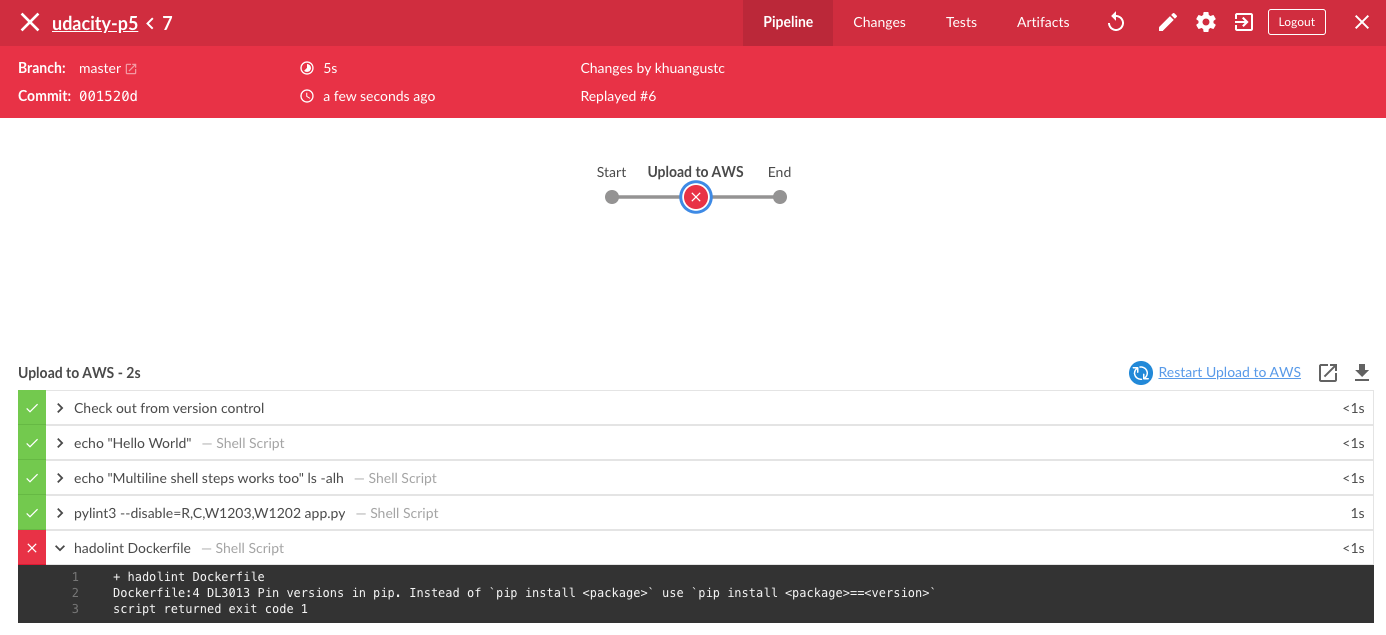 udacity-p5 < 7 Pipeline Changes Tests Artifacts Logout
Branch: master 5s Changes by khuangustc
Commit: 001520d a few seconds ago Replayed #6
Start Upload to AWS End
Upload to AWS - 2s Restart Upload to AWS
Check out from version control <1s
echo "Hello World" — Shell Script <1s
echo "Multiline shell steps works too" ls -alh — Shell Script <1s
pylint3 --disable=R,C,W1203,W1202 app.py — Shell Script 1s
hadolint Dockerfile — Shell Script <1s
1 + hadolint Dockerfile
2 Dockerfile:4 DL3013 Pin versions in pip. Instead of `pip install <package>` use `pip install <package>==<version>`
3 script returned exit code 1